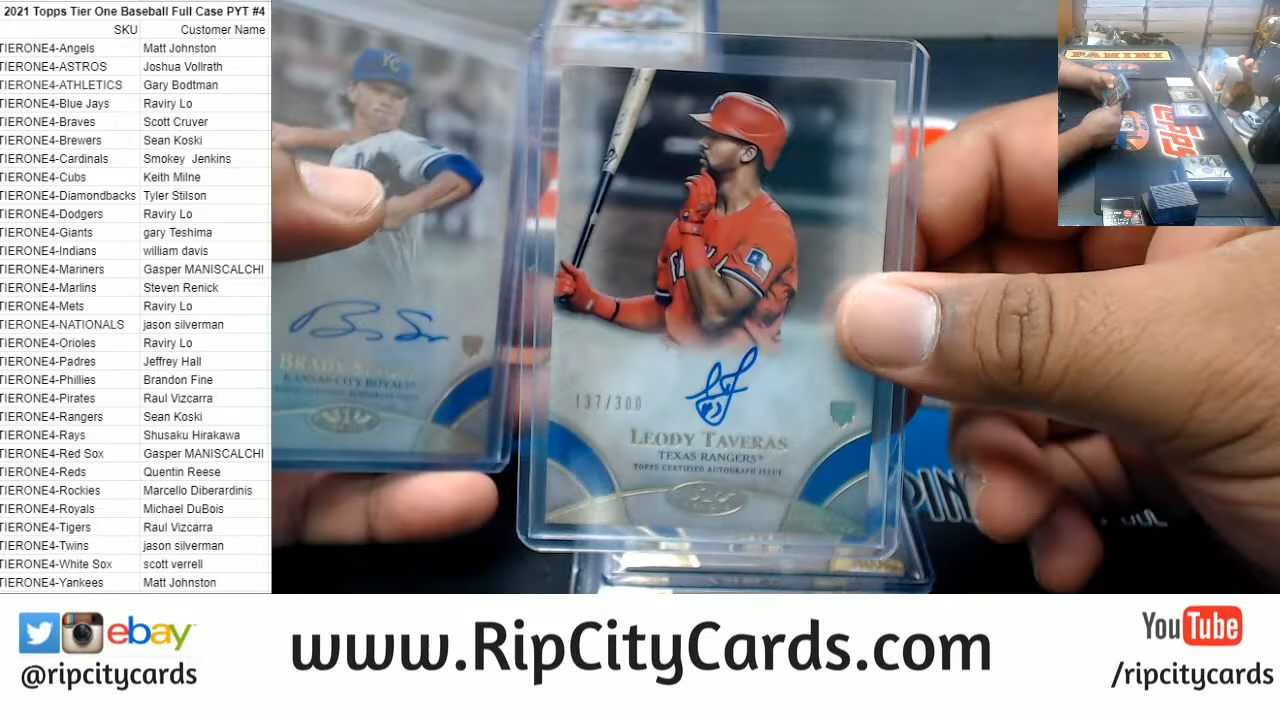 2021 Topps Tier One Baseball Full Case PYT #4
SKU Customer Name
TIERONE4-Angels Matt Johnston
TIERONE4-ASTROS Joshua Vollrath
TIERONE4-ATHLETICS Gary Bodtman
TIERONE4-Blue Jays Raviry Lo
TIERONE4-Braves Scott Cruver
TIERONE4-Brewers Sean Koski
TIERONE4-Cardinals Smokey Jenkins
TIERONE4-Cubs Keith Milne
TIERONE4-Diamondbacks Tyler Stilson
TIERONE4-Dodgers Raviry Lo
TIERONE4-Giants gary Teshima
TIERONE4-Indians william davis
TIERONE4-Mariners Gasper MANISCALCHI
TIERONE4-Marlins Steven Renick
TIERONE4-Mets Raviry Lo
TIERONE4-NATIONALS jason silverman
TIERONE4-Orioles Raviry Lo
TIERONE4-Padres Jeffrey Hall
TIERONE4-Phillies Brandon Fine
TIERONE4-Pirates Raul Vizcarra
TIERONE4-Rangers Sean Koski
TIERONE4-Rays Shusaku Hirakawa
TIERONE4-Red Sox Gasper MANISCALCHI
TIERONE4-Reds Quentin Reese
TIERONE4-Rockies Marcello Diberardinis
TIERONE4-Royals Michael DuBois
TIERONE4-Tigers Raul Vizcarra
TIERONE4-Twins jason silverman
TIERONE4-White Sox scott verrell
TIERONE4-Yankees Matt Johnston
KC
BRADY
KANSAS CITY ROYALS
137/300
LEODY TAVERAS
TEXAS RANGERS
TOPPS CERTIFIED AUTOGRAPH ISSUE
PANINI
TOPPS
ebay
@ripcitycards
www.RipCityCards.com
YouTube
/ripcitycards